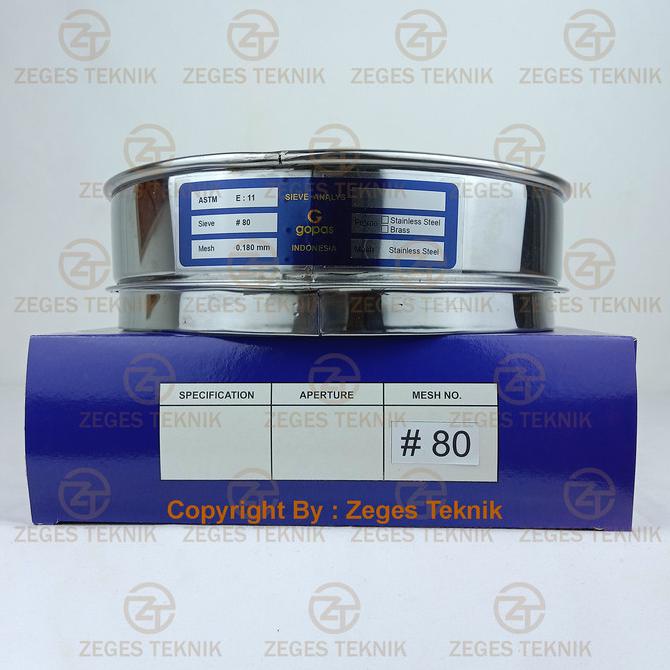 ZEGES TEKNIK ZEGES TEKNIK ZEGES TEKNIK ZEGES TEKNIK
ASTM E : 11 SIEVE ANALYS
Sieve # 80 G Stainless Steel
gopas Brass
Mesh 0.180 mm INDONESIA Stainless Steel
SPECIFICATION APERTURE MESH NO.
# 80
Copyright By : Zeges Teknik
ZEGES TEKNIK ZEGES TEKNIK ZEGES TEKNIK ZEGES TEKNIK